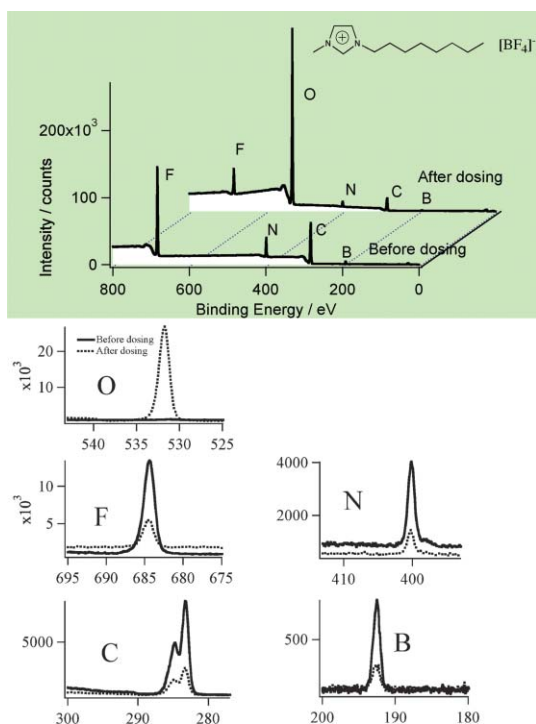 [BF4]-
N
⊕
N
O
200x10³
F
F
After dosing
100
N
C
B
N
C
B
Before dosing
0
800
600
400
200
0
Intensity / counts
Binding Energy / eV
Before dosing
After dosing
x10³
20
10
O
540
535
530
525
x10³
10
5
F
695
690
685
680
675
4000
2000
N
410
400
5000
C
300
290
280
500
B
200
190
180